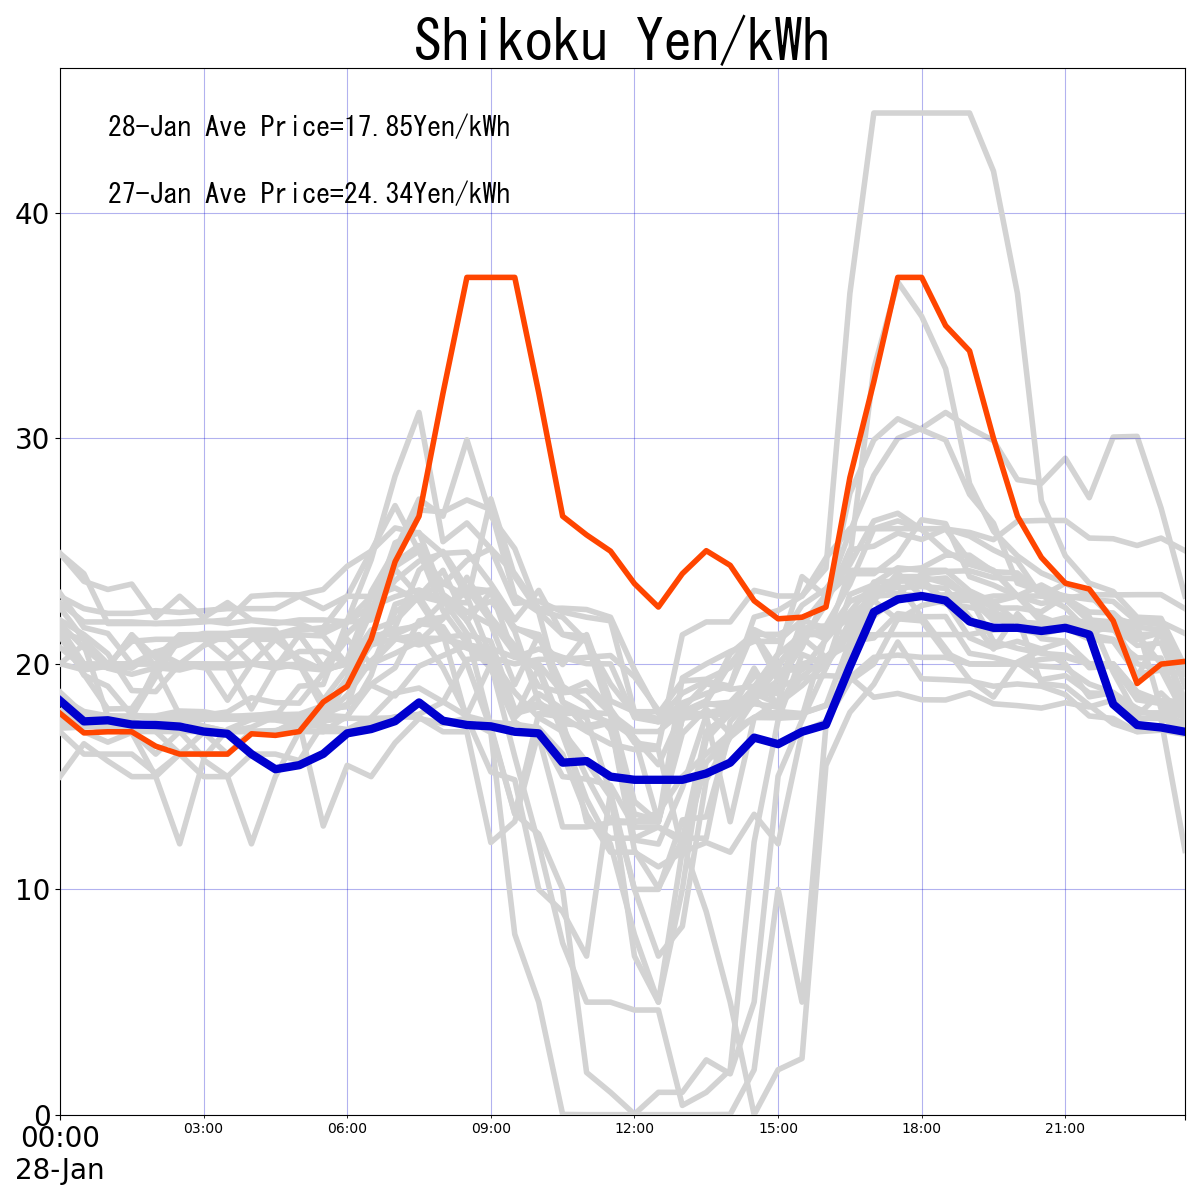 Shikoku Yen/kWh
28-Jan Ave Price=17.85Yen/kWh
27-Jan Ave Price=24.34Yen/kWh
40
30
20
10
0
00:00 03:00 06:00 09:00 12:00 15:00 18:00 21:00
28-Jan